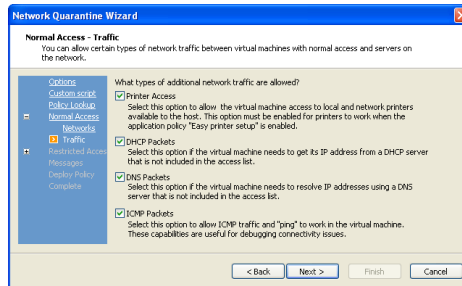 Network Quarantine Wizard
Normal Access - Traffic
You can allow certain types of network traffic between virtual machines with normal access and servers on
the network.
Options
Custom script
Policy Lookup
Normal Access
Networks
Traffic
Restricted Acces
Messages
Deploy Policy
Complete
What types of additional network traffic are allowed?
Printer Access
Select this option to allow the virtual machine access to local and network printers
available to the host. This option must be enabled for printers to work when the
application policy "Easy printer setup" is enabled.
DHCP Packets
Select this option if the virtual machine needs to get its IP address from a DHCP server
that is not included in the access list.
DNS Packets
Select this option if the virtual machine needs to resolve IP addresses using a DNS
server that is not included in the access list.
ICMP Packets
Select this option to allow ICMP traffic and "ping" to work in the virtual machine.
These capabilities are useful for debugging connectivity issues.
< Back
Next >
Finish
Cancel